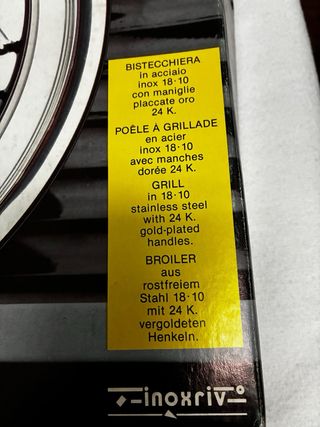 BISTECCHIERA
in acciaio
inox 18·10
con maniglie
placcate oro
24 K.
POÊLE À GRILLADE
en acier
inox 18·10
avec manches
dorée 24 K.
GRILL
in 18·10
stainless steel
with 24 K.
gold-plated
handles.
BROILER
aus
rostfreiem
Stahl 18·10
mit 24 K.
vergoldeten
Henkeln.
inoxriv